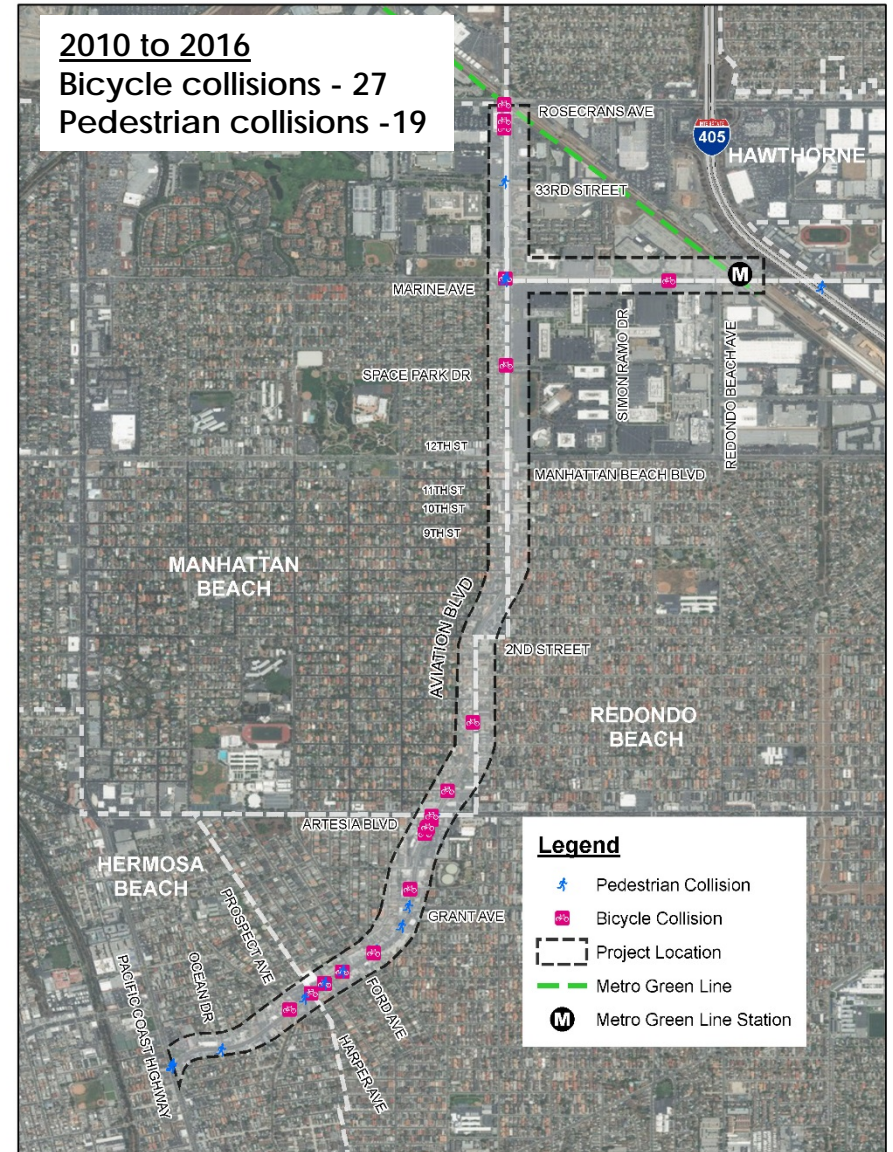 2010 to 2016
Bicycle collisions - 27
Pedestrian collisions -19
ROSECRANS AVE
INTERSTATE
405
HAWTHORNE
33RD STREET
M
MARINE AVE
SIMON RAMO DR
REDONDO BEACH AVE
SPACE PARK DR
12TH ST
MANHATTAN BEACH BLVD
11TH ST
10TH ST
9TH ST
MANHATTAN
BEACH
AVIATION BLVD
2ND STREET
REDONDO
BEACH
ARTESIA BLVD
HERMOSA
BEACH
PROSPECT AVE
GRANT AVE
OCEAN DR
PACIFIC COAST HIGHWAY
FORD AVE
HARPER AVE
Legend
Pedestrian Collision
Bicycle Collision
Project Location
Metro Green Line
M Metro Green Line Station